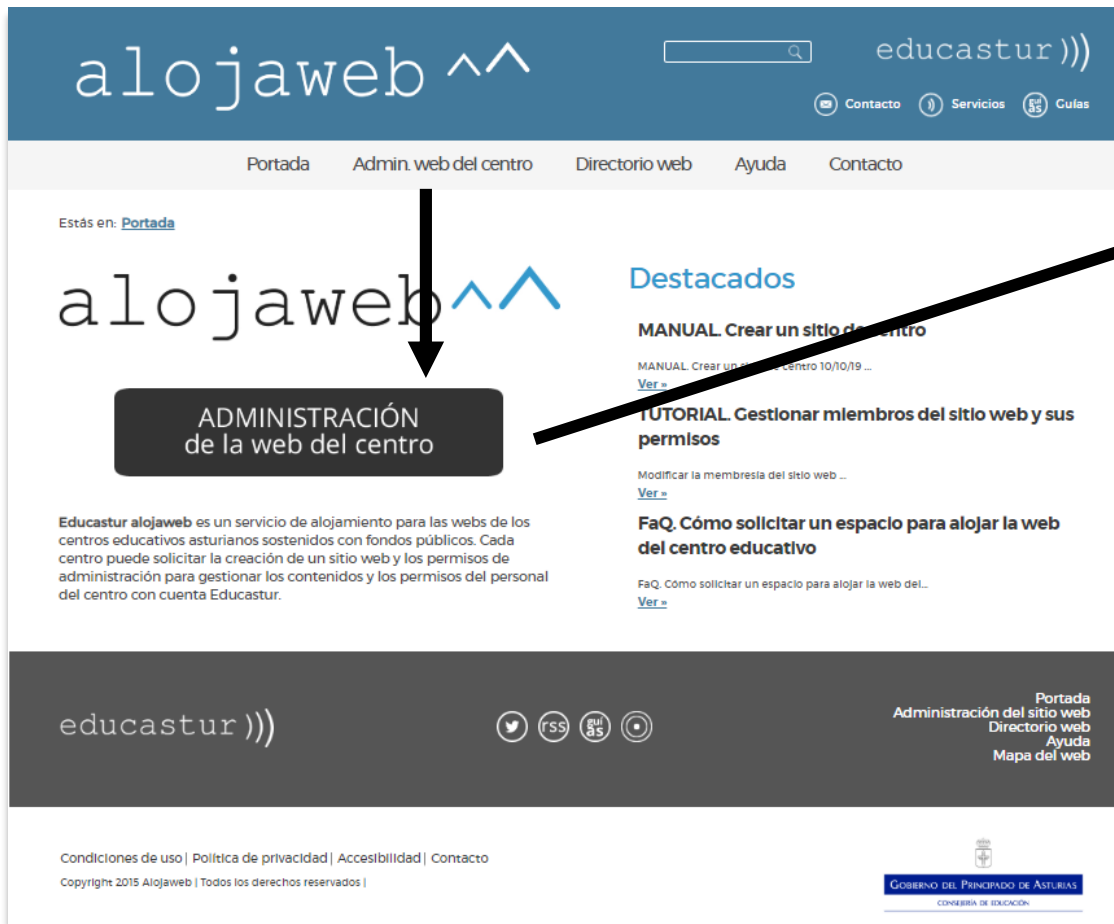 alojaweb
educastur
Contacto
Servicios
guías
Guías
Portada
Admin. web del centro
Directorio web
Ayuda
Contacto
Estás en: Portada
alojaweb
ADMINISTRACIÓN
de la web del centro
Educastur alojaweb es un servicio de alojamiento para las webs de los
centros educativos asturianos sostenidos con fondos públicos. Cada
centro puede solicitar la creación de un sitio web y los permisos de
administración para gestionar los contenidos y los permisos del personal
del centro con cuenta Educastur.
Destacados
MANUAL. Crear un sitio de centro
MANUAL. Crear un sitio de centro 10/10/19 ...
Ver »
TUTORIAL. Gestionar miembros del sitio web y sus
permisos
Modificar la membresía del sitio web ...
Ver »
FaQ. Cómo solicitar un espacio para alojar la web
del centro educativo
FaQ. Cómo solicitar un espacio para alojar la web del...
Ver »
educastur
rss
guías
Portada
Administración del sitio web
Directorio web
Ayuda
Mapa del web
Condiciones de uso | Política de privacidad | Accesibilidad | Contacto
Copyright 2015 Alojaweb | Todos los derechos reservados |
GOBIERNO DEL PRINCIPADO DE ASTURIAS
CONSEJERÍA DE EDUCACIÓN